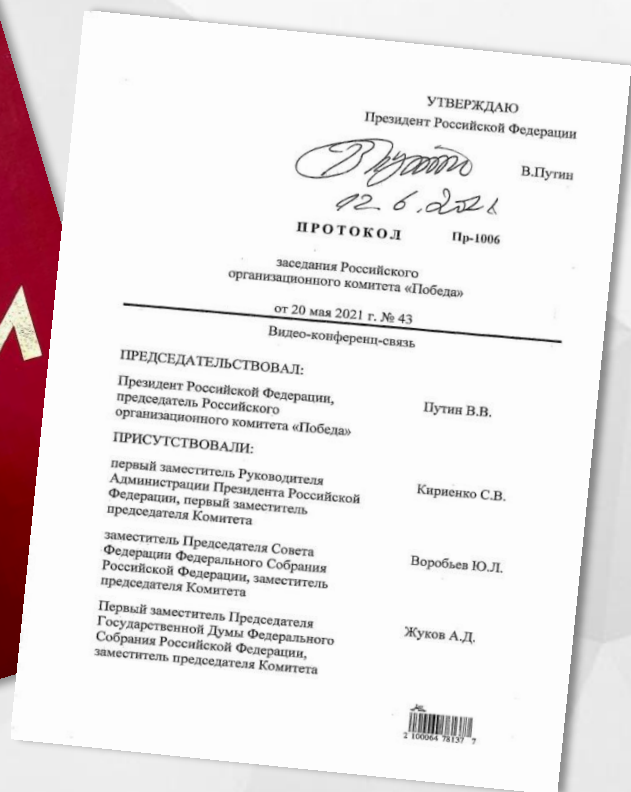 УТВЕРЖДАЮ
Президент Российской Федерации
В.Путин
12.6.2021
ПРОТОКОЛ Пр-1006
заседания Российского
организационного комитета «Победа»
от 20 мая 2021 г. № 43
Видео-конференц-связь
ПРЕДСЕДАТЕЛЬСТВОВАЛ:
Президент Российской Федерации,
председатель Российского
организационного комитета «Победа»
Путин В.В.
ПРИСУТСТВОВАЛИ:
первый заместитель Руководителя
Администрации Президента Российской
Федерации, первый заместитель
председателя Комитета
Кириенко С.В.
заместитель Председателя Совета
Федерации Федерального Собрания
Российской Федерации, заместитель
председателя Комитета
Воробьев Ю.Л.
Первый заместитель Председателя
Государственной Думы Федерального
Собрания Российской Федерации,
заместитель председателя Комитета
Жуков А.Д.
2 100064 78137 7